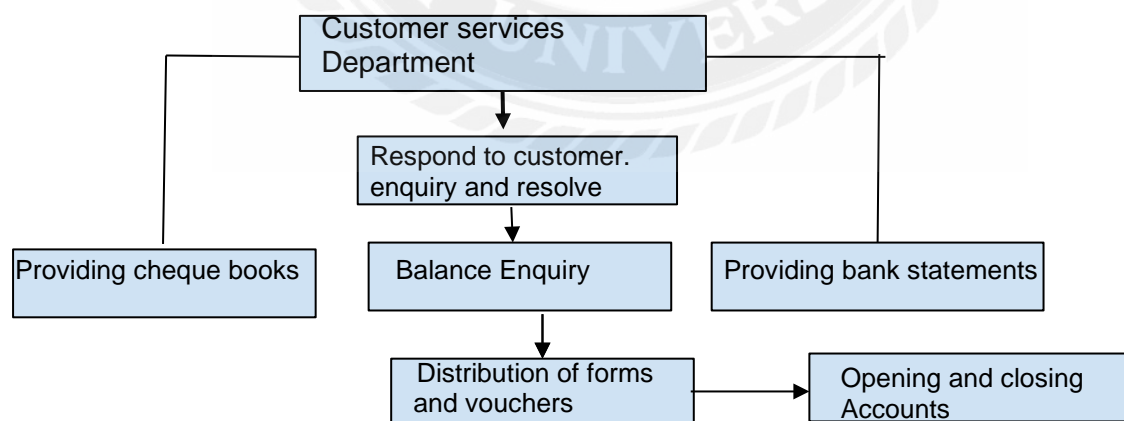 UNIVER
Customer services
Department
Respond to customer.
enquiry and resolve
Providing cheque books
Balance Enquiry
Providing bank statements
Distribution of forms
and vouchers
Opening and closing
Accounts